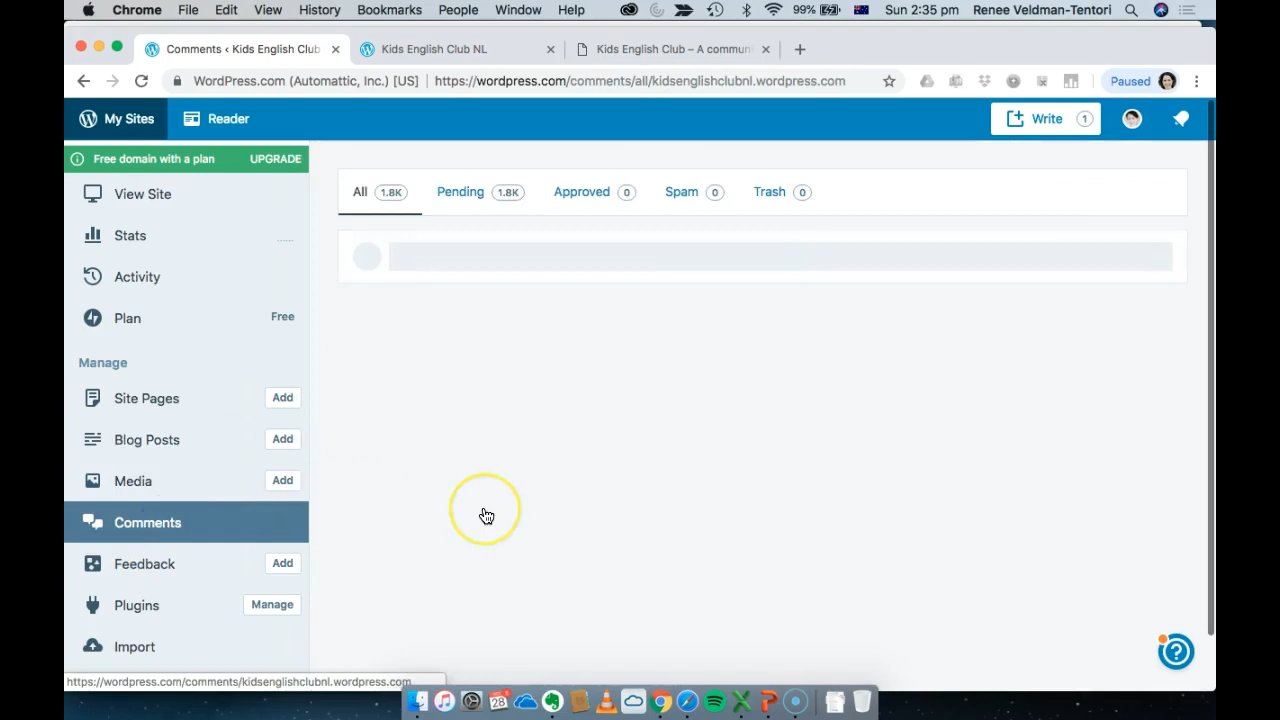 Chrome File Edit View History Bookmarks People Window Help 99% Sun 2:35 pm Renee Veldman-Tentori
Comments ‹ Kids English Club Kids English Club NL Kids English Club – A commun
WordPress.com (Automattic, Inc.) [US] https://wordpress.com/comments/all/kidsenglishclubnl.wordpress.com Paused
My Sites Reader Write 1
Free domain with a plan UPGRADE
All 1.8K Pending 1.8K Approved 0 Spam 0 Trash 0
View Site
Stats
Activity
Plan Free
Manage
Site Pages Add
Blog Posts Add
Media Add
Comments
Feedback Add
Plugins Manage
Import
https://wordpress.com/comments/kidsenglishclubnl.wordpress.com
28